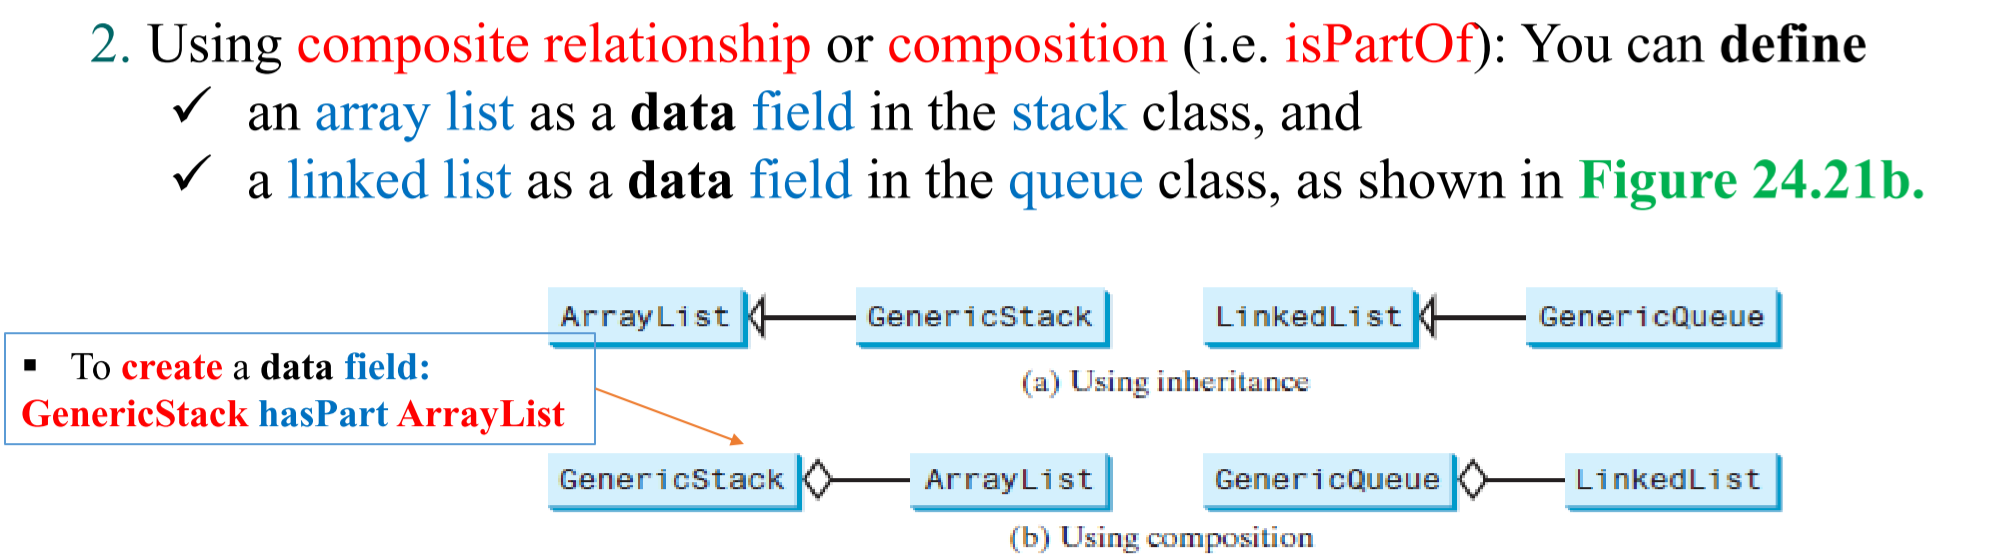 2. Using composite relationship or composition (i.e. isPartOf): You can define
✓ an array list as a data field in the stack class, and
✓ a linked list as a data field in the queue class, as shown in Figure 24.21b.
ArrayList GenericStack LinkedList GenericQueue
▪ To create a data field:
GenericStack hasPart ArrayList
(a) Using inheritance
GenericStack ArrayList GenericQueue LinkedList
(b) Using composition